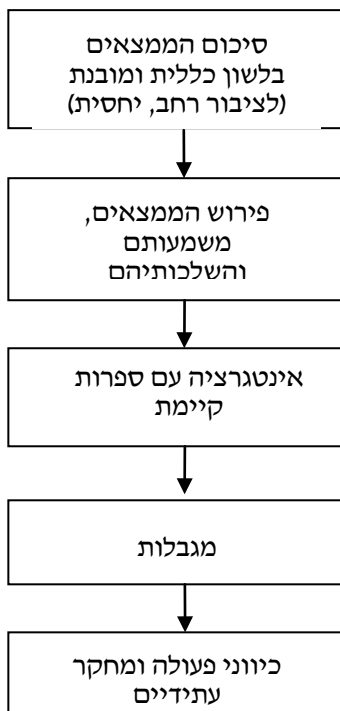 סיכום הממצאים
בלשון כללית ומובנת
(לציבור רחב, יחסית)
פירוש הממצאים,
משמעותם
והשלכותיהם
אינטגרציה עם ספרות
קיימת
מגבלות
כיווני פעולה ומחקר
עתידיים